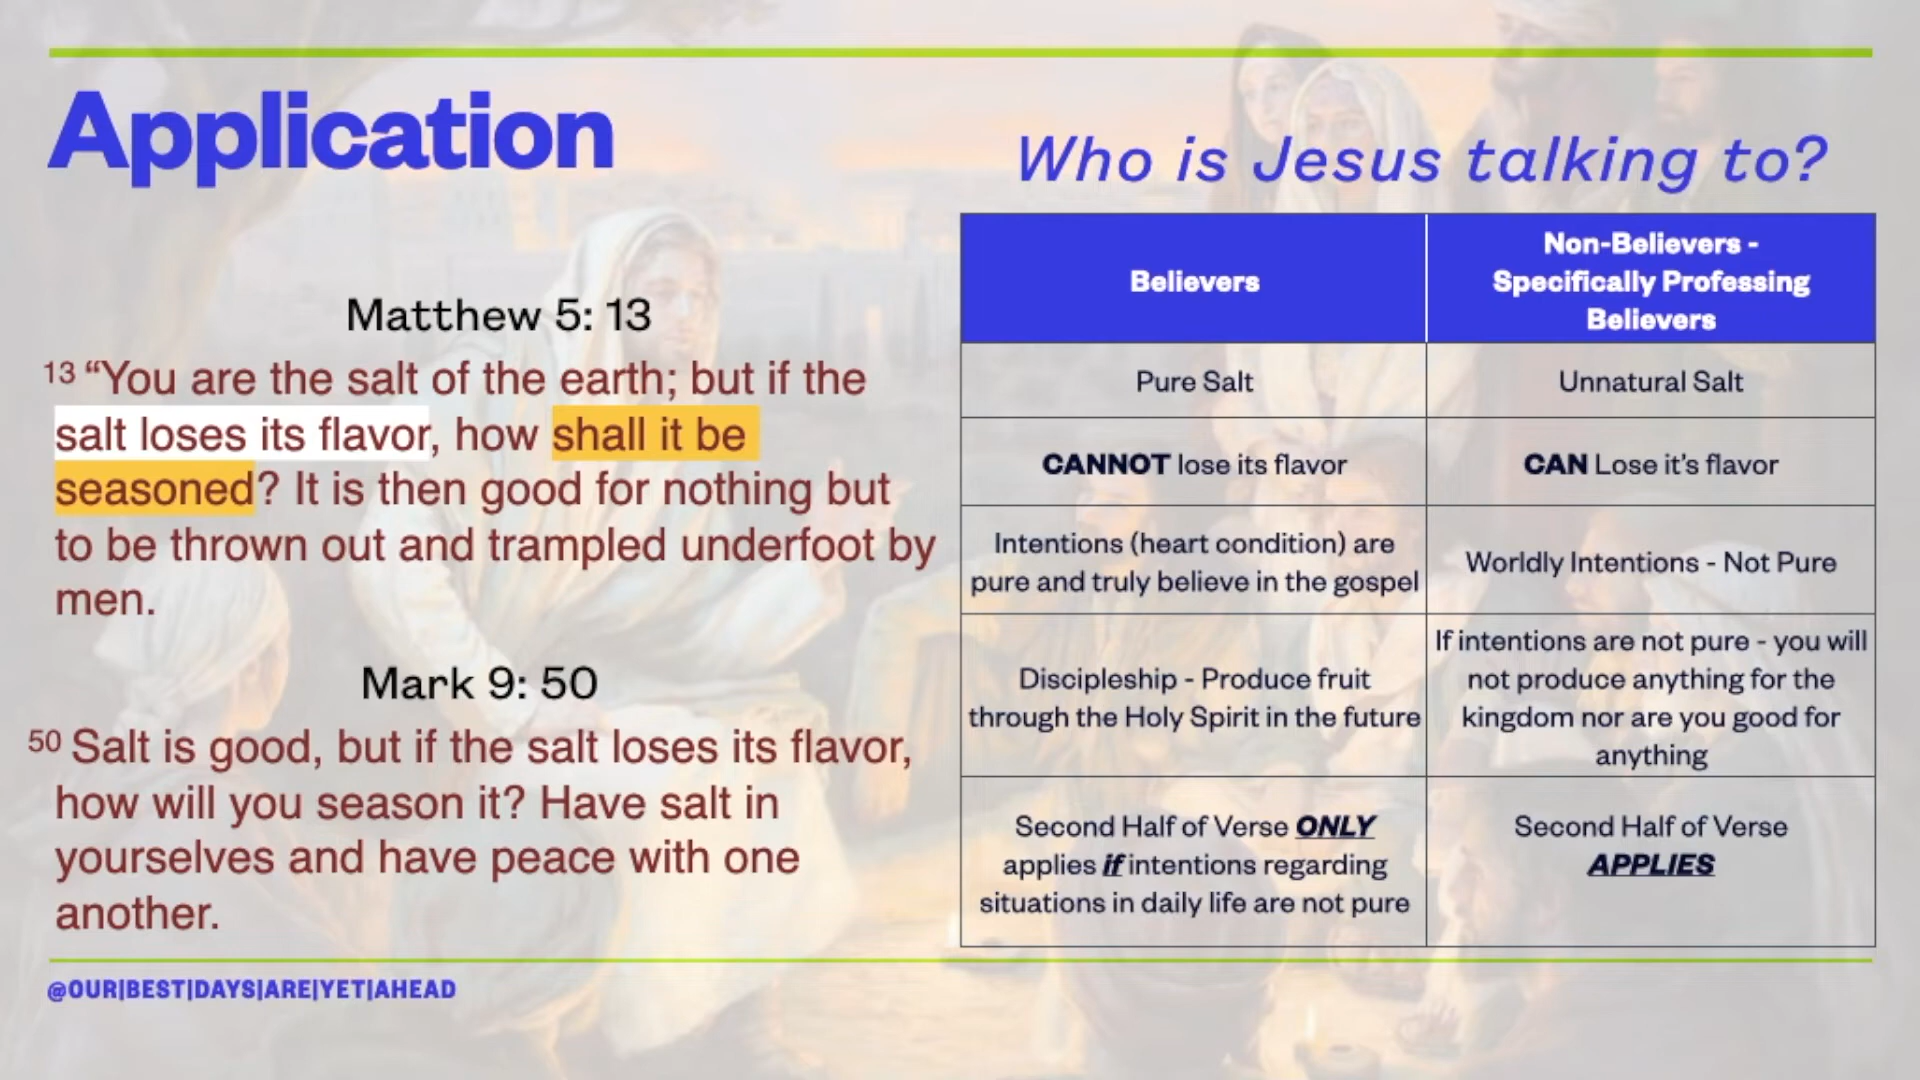 Application
Matthew 5: 13
13 “You are the salt of the earth; but if the
salt loses its flavor, how shall it be
seasoned? It is then good for nothing but
to be thrown out and trampled underfoot by
men.
Mark 9: 50
50 Salt is good, but if the salt loses its flavor,
how will you season it? Have salt in
yourselves and have peace with one
another.
Who is Jesus talking to?
Believers
Non-Believers -
Specifically Professing
Believers
Pure Salt
Unnatural Salt
CANNOT lose its flavor
CAN Lose it’s flavor
Intentions (heart condition) are
pure and truly believe in the gospel
Worldly Intentions - Not Pure
Discipleship - Produce fruit
through the Holy Spirit in the future
If intentions are not pure - you will
not produce anything for the
kingdom nor are you good for
anything
Second Half of Verse ONLY
applies if intentions regarding
situations in daily life are not pure
Second Half of Verse
APPLIES
@OUR|BEST|DAYS|ARE|YET|AHEAD